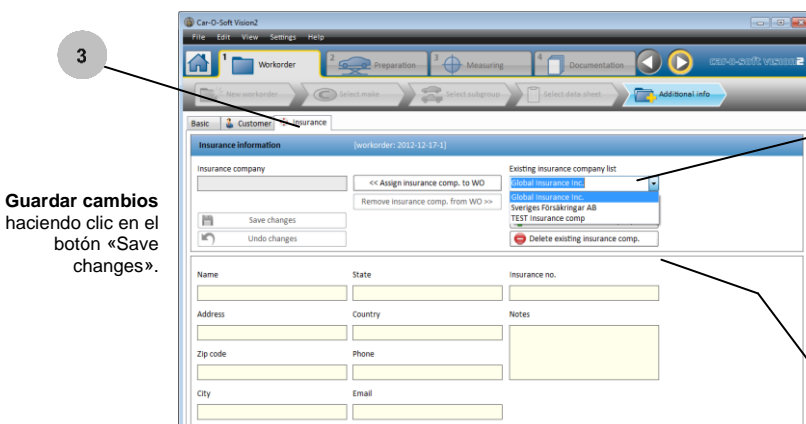 Car-O-Soft Vision2
File Edit View Settings Help
1 Workorder 2 Preparation 3 Measuring 4 Documentation car-o-soft vision2
New workorder Select make Select subgroup Select data sheet Additional info
3
Basic Customer Insurance
Insurance information [workorder: 2012-12-17-1]
Insurance company Existing insurance company list
<< Assign insurance comp. to WO Global Insurance Inc.
Remove insurance comp. from WO >> Global Insurance Inc.
Sveriges Försäkringar AB
Save changes TEST Insurance comp
Undo changes Delete existing insurance comp.
Guardar cambios
haciendo clic en el
botón «Save
changes».
Name State Insurance no.
Address Country Notes
Zip code Phone
City Email